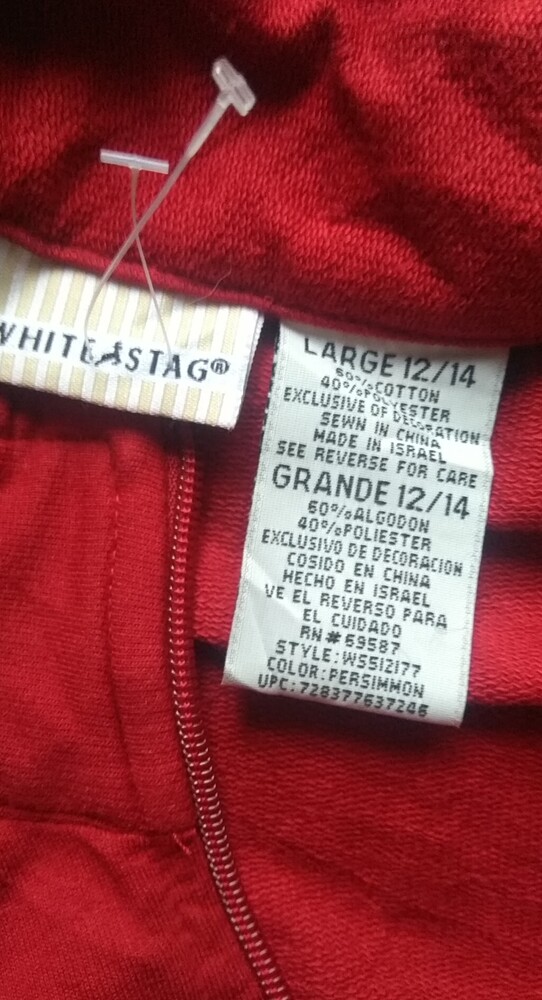 WHITE STAG®
LARGE 12/14
60%COTTON
40%POLYESTER
EXCLUSIVE OF DECORATION
SEWN IN CHINA
MADE IN ISRAEL
SEE REVERSE FOR CARE
GRANDE 12/14
60%ALGODON
40%POLIESTER
EXCLUSIVO DE DECORACION
COSIDO EN CHINA
HECHO EN ISRAEL
VE EL REVERSO PARA
EL CUIDADO
RN#69587
STYLE:WS512177
COLOR:PERSIMMON
UPC:728377637246